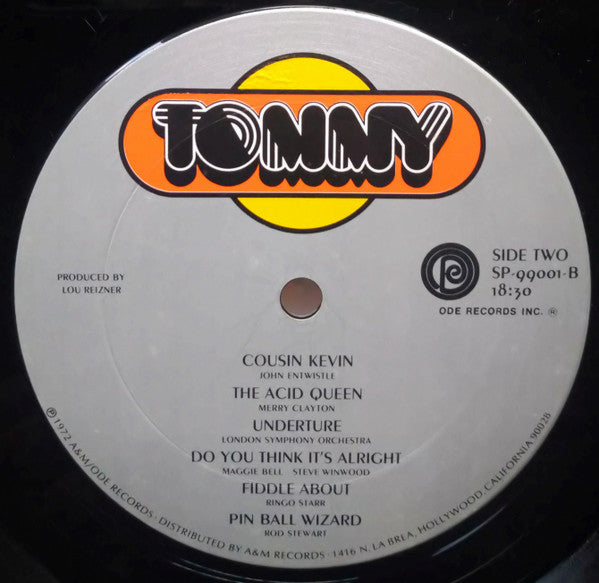 TOMMY
PRODUCED BY
LOU REIZNER
SIDE TWO
SP-99001-B
18:30
ODE RECORDS INC. ®
COUSIN KEVIN
JOHN ENTWISTLE
THE ACID QUEEN
MERRY CLAYTON
UNDERTURE
LONDON SYMPHONY ORCHESTRA
DO YOU THINK IT'S ALRIGHT
MAGGIE BELL - STEVE WINWOOD
FIDDLE ABOUT
RINGO STARR
PIN BALL WIZARD
ROD STEWART
℗1972 A&M/ODE RECORDS · DISTRIBUTED BY A&M RECORDS · 1416 N. LA BREA, HOLLYWOOD, CALIFORNIA 90028